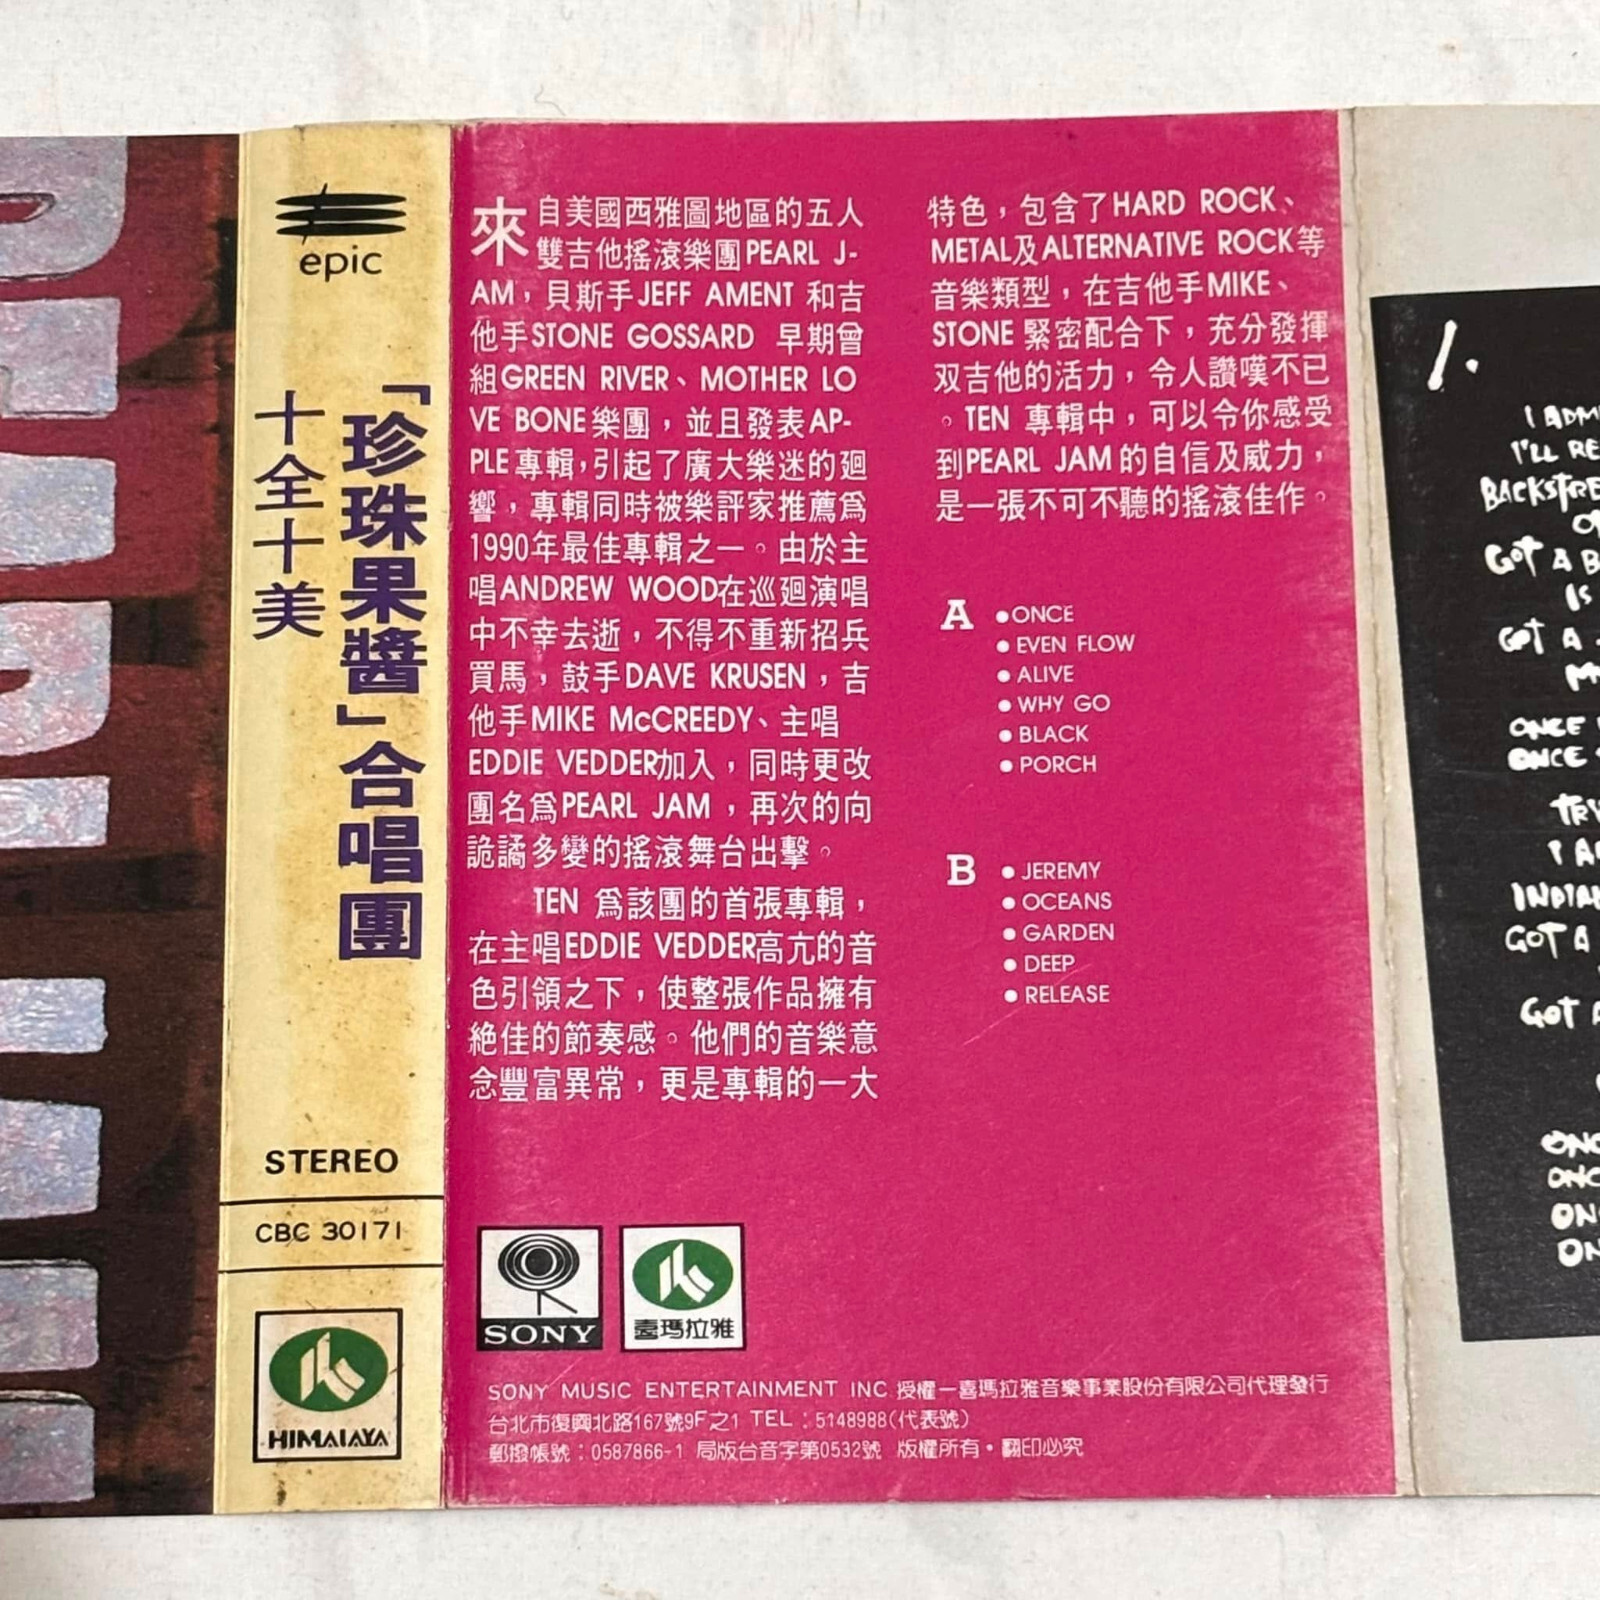 epic
「珍珠果醬」合唱團
十全十美
STEREO
CBC 30171
HIMALAYA
來自美國西雅圖地區的五人
雙吉他搖滾樂團PEARL J-
AM，貝斯手JEFF AMENT 和吉
他手STONE GOSSARD 早期曾
組GREEN RIVER、MOTHER LO
VE BONE樂團，並且發表AP-
PLE專輯，引起了廣大樂迷的迴
響，專輯同時被樂評家推薦爲
1990年最佳專輯之一。由於主
唱ANDREW WOOD在巡迴演唱
中不幸去逝，不得不重新招兵
買馬，鼓手DAVE KRUSEN，吉
他手MIKE McCREEDY、主唱
EDDIE VEDDER加入，同時更改
團名爲PEARL JAM，再次的向
詭譎多變的搖滾舞台出擊。
TEN 爲該團的首張專輯，
在主唱EDDIE VEDDER高亢的音
色引領之下，使整張作品擁有
絶佳的節奏感。他們的音樂意
念豐富異常，更是專輯的一大
特色，包含了HARD ROCK、
METAL及ALTERNATIVE ROCK等
音樂類型，在吉他手MIKE、
STONE 緊密配合下，充分發揮
双吉他的活力，令人讚嘆不已
。TEN 專輯中，可以令你感受
到PEARL JAM的自信及威力，
是一張不可不聽的搖滾佳作。
A
●ONCE
●EVEN FLOW
●ALIVE
●WHY GO
●BLACK
●PORCH
B
●JEREMY
●OCEANS
●GARDEN
●DEEP
●RELEASE
SONY
喜瑪拉雅
SONY MUSIC ENTERTAINMENT INC 授權一喜瑪拉雅音樂事業股份有限公司代理發行
台北市復興北路167號9F之1 TEL：5148988(代表號)
郵撥帳號：0587866-1 局版台音字第0532號 版權所有・翻印必究
1.
I ADM
I'LL RE
BACKSTRE
GOT A B
IS
GOT A
ONCE
ONCE
TRY
INDIA
GOT A
GOT
ONC
ONC
ON
ON